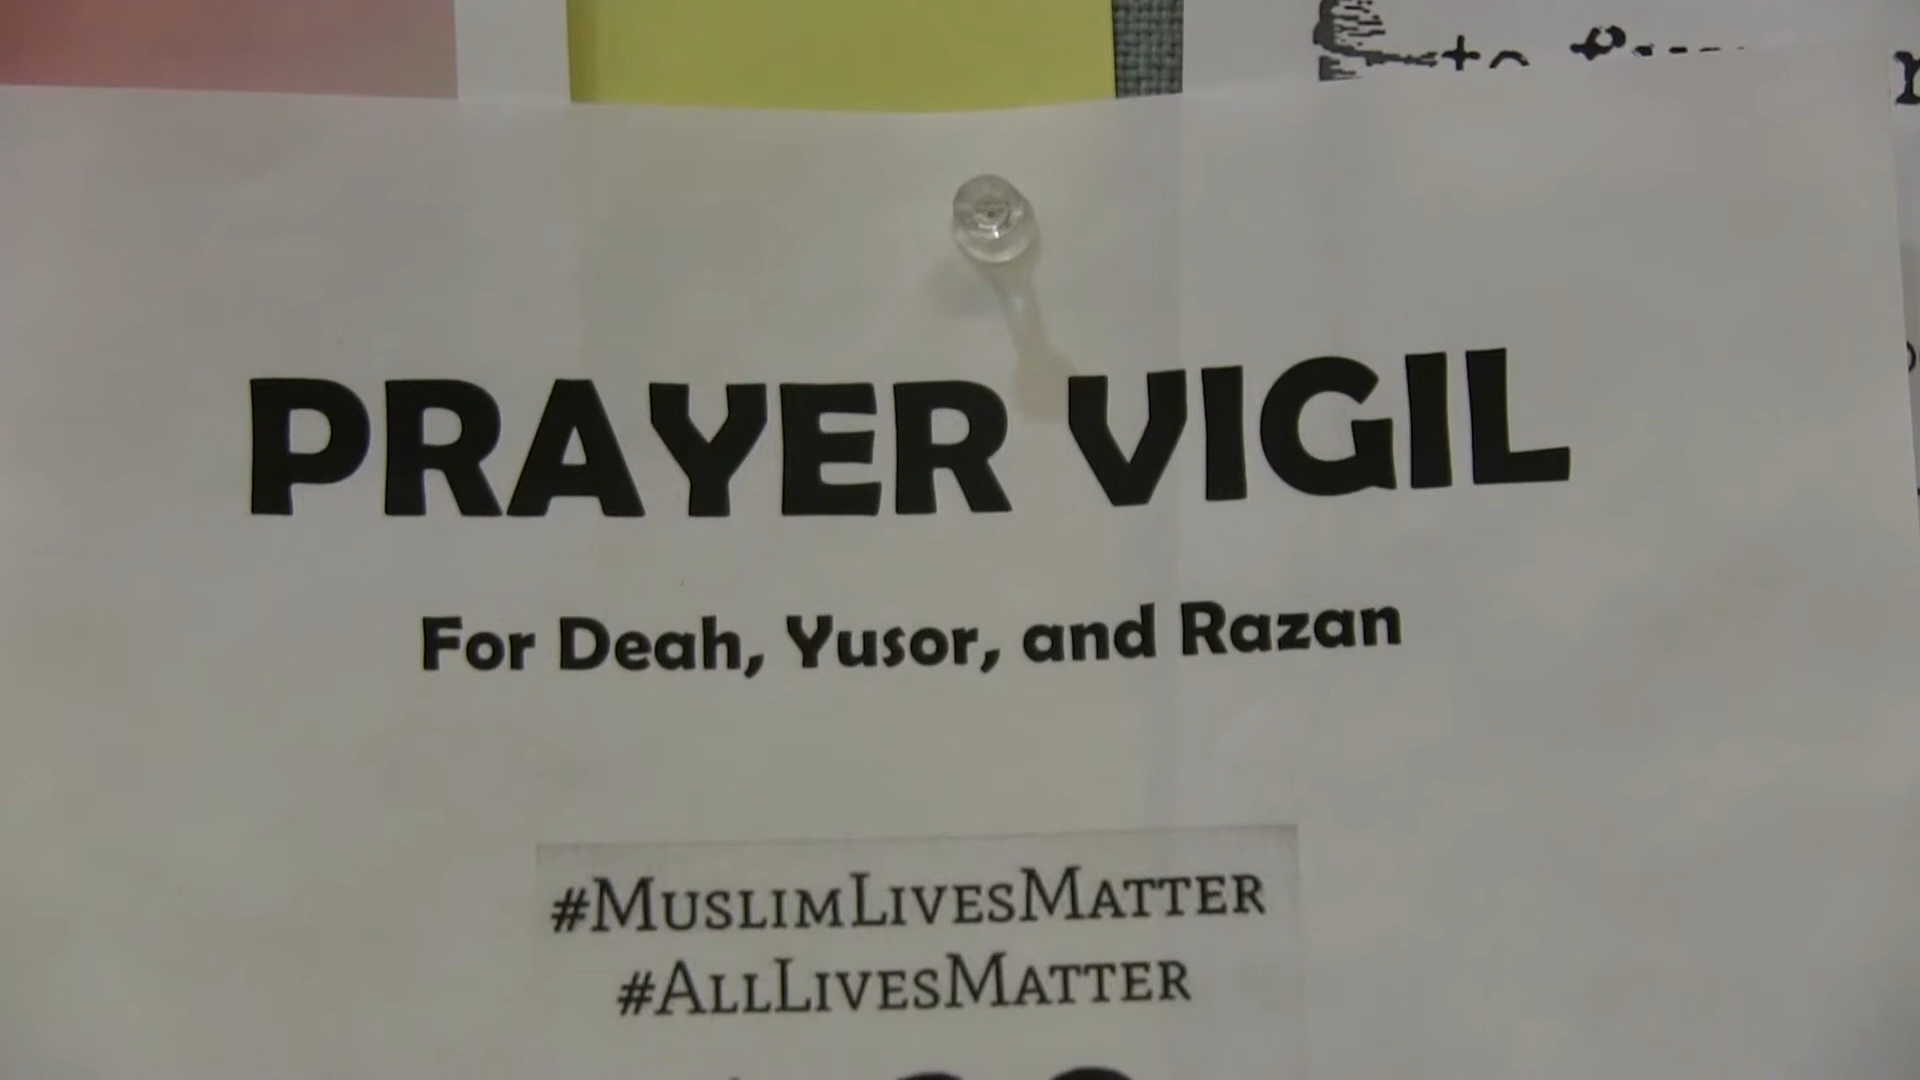 PRAYER VIGIL
For Deah, Yusor, and Razan
#MUSLIMLIVESMATTER
#ALLLIVESMATTER